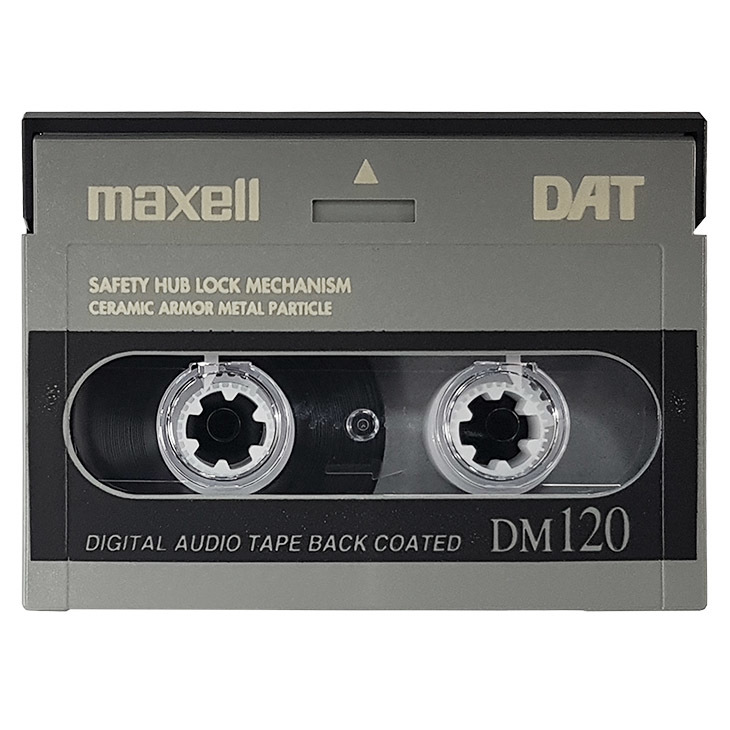 maxell DAT
SAFETY HUB LOCK MECHANISM
CERAMIC ARMOR METAL PARTICLE
DIGITAL AUDIO TAPE BACK COATED DM120